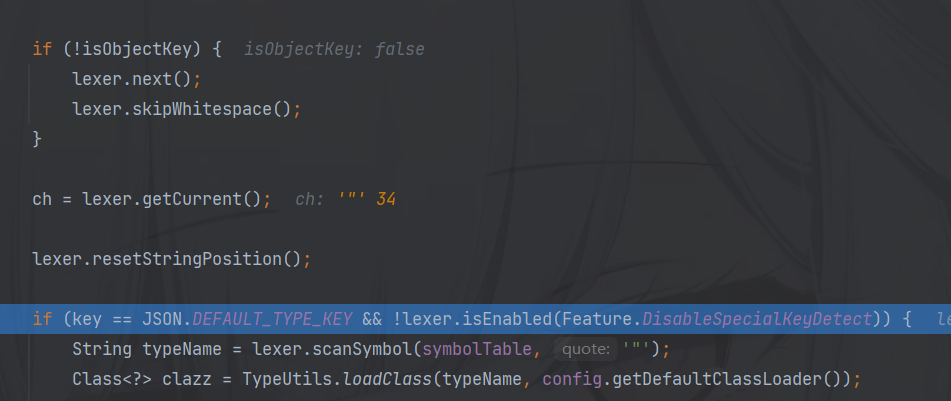 if (!isObjectKey) { isObjectKey: false
lexer.next();
lexer.skipWhitespace();
}
ch = lexer.getCurrent(); ch: '"' 34
lexer.resetStringPosition();
if (key == JSON.DEFAULT_TYPE_KEY && !lexer.isEnabled(Feature.DisableSpecialKeyDetect)) { le
String typeName = lexer.scanSymbol(symbolTable, quote: '"');
Class<?> clazz = TypeUtils.loadClass(typeName, config.getDefaultClassLoader());